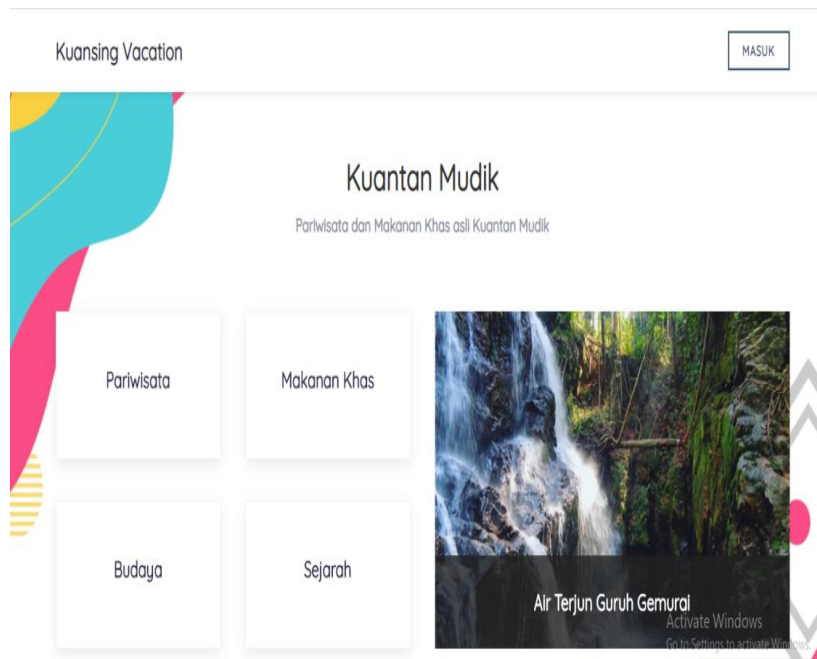 Kuansing Vacation
MASUK
Kuantan Mudik
Pariwisata dan Makanan Khas asli Kuantan Mudik
Pariwisata
Makanan Khas
Budaya
Sejarah
Air Terjun Guruh Gemurai
Activate Windows
Go to Settings to activate Windows.